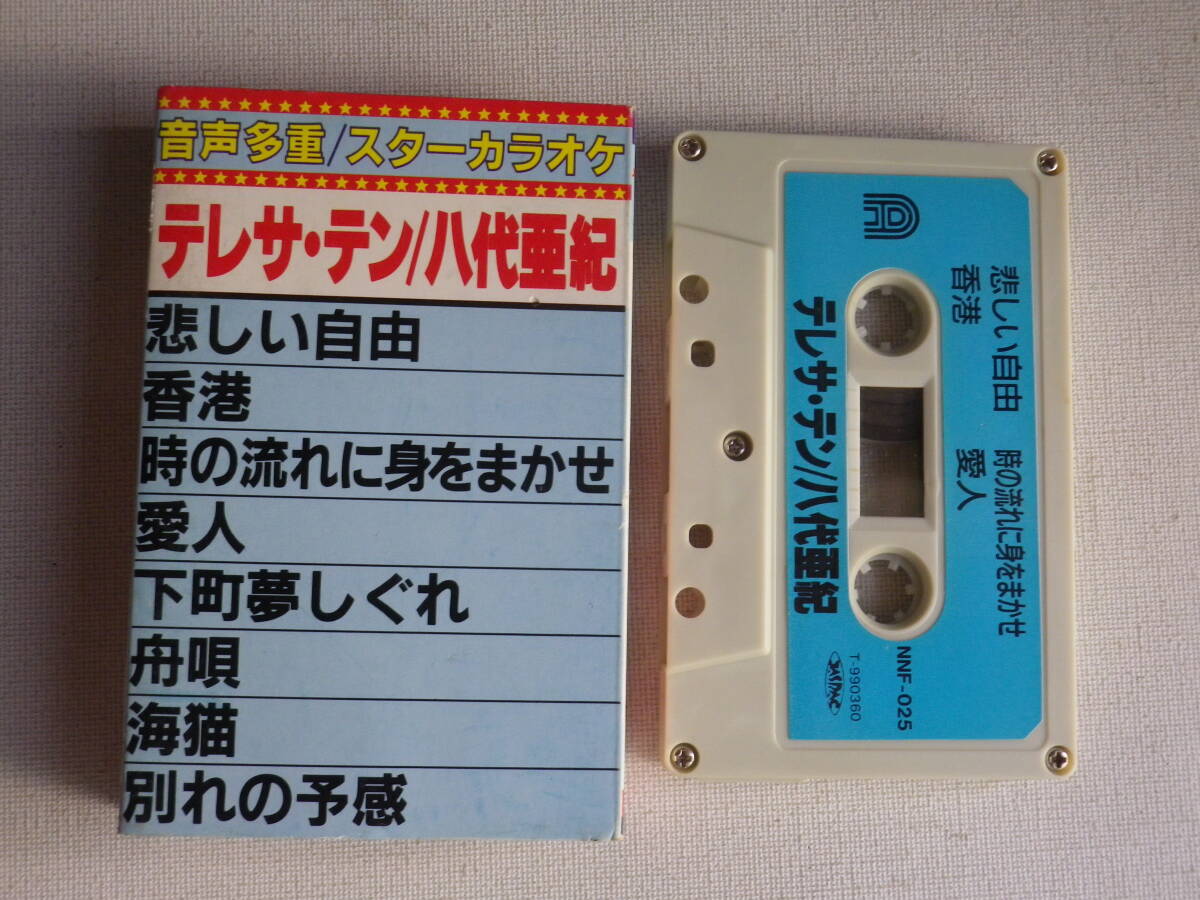 音声多重/スターカラオケ
テレサ・テン/八代亜紀
悲しい自由
香港
時の流れに身をまかせ
愛人
下町夢しぐれ
舟唄
海猫
別れの予感
A
悲しい自由 時の流れに身をまかせ
香港 愛人
テレサ・テン/八代亜紀
NNF-025
T-990360
JASRAC